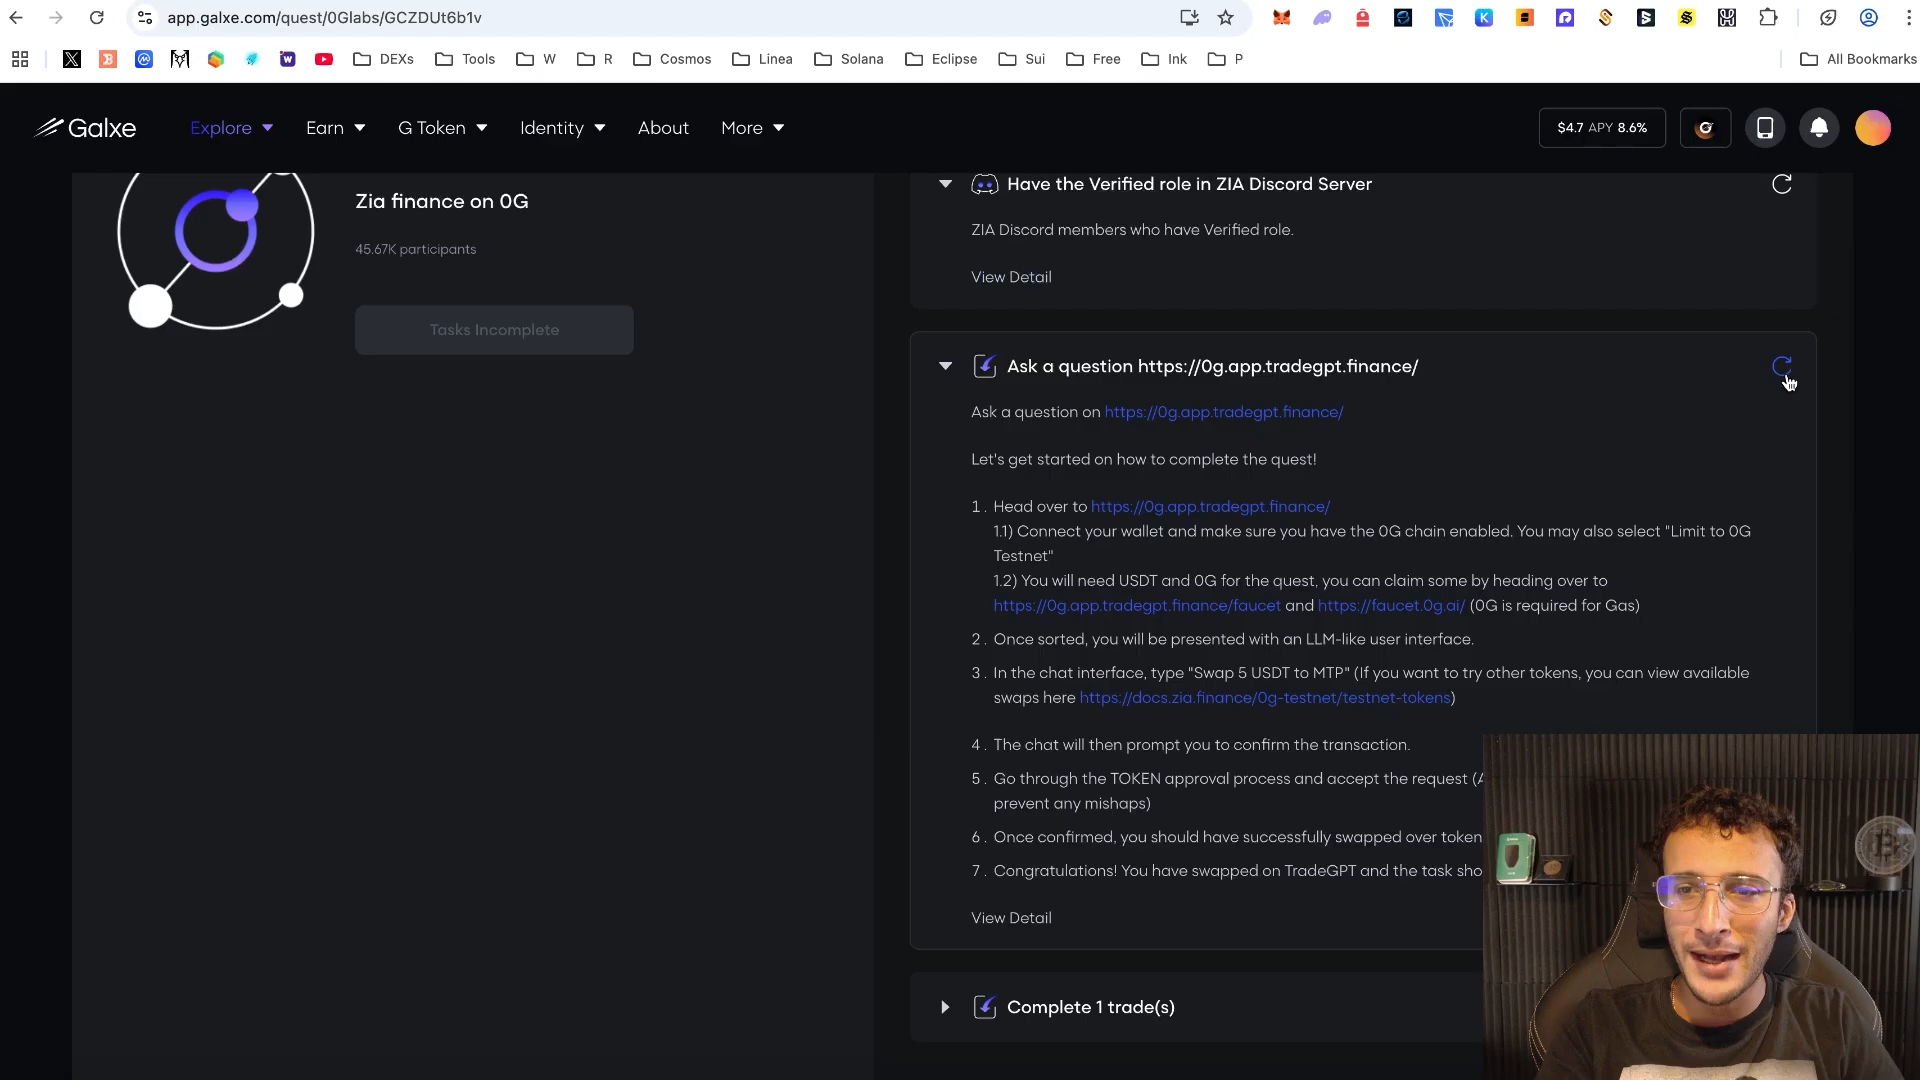 app.galxe.com/quest/0Glabs/GCZDUt6b1v
DEXs
Tools
W
R
Cosmos
Linea
Solana
Eclipse
Sui
Free
Ink
P
All Bookmarks
Galxe
Explore
Earn
G Token
Identity
About
More
$4.7 APY 8.6%
Zia finance on 0G
45.67K participants
Tasks Incomplete
Have the Verified role in ZIA Discord Server
ZIA Discord members who have Verified role.
View Detail
Ask a question https://0g.app.tradegpt.finance/
Ask a question on https://0g.app.tradegpt.finance/
Let's get started on how to complete the quest!
1. Head over to https://0g.app.tradegpt.finance/
1.1) Connect your wallet and make sure you have the 0G chain enabled. You may also select "Limit to 0G
Testnet"
1.2) You will need USDT and 0G for the quest, you can claim some by heading over to
https://0g.app.tradegpt.finance/faucet and https://faucet.0g.ai/ (0G is required for Gas)
2. Once sorted, you will be presented with an LLM-like user interface.
3. In the chat interface, type "Swap 5 USDT to MTP" (If you want to try other tokens, you can view available
swaps here https://docs.zia.finance/0g-testnet/testnet-tokens)
4. The chat will then prompt you to confirm the transaction.
5. Go through the TOKEN approval process and accept the request (
prevent any mishaps)
6. Once confirmed, you should have successfully swapped over token
7. Congratulations! You have swapped on TradeGPT and the task sho
View Detail
Complete 1 trade(s)